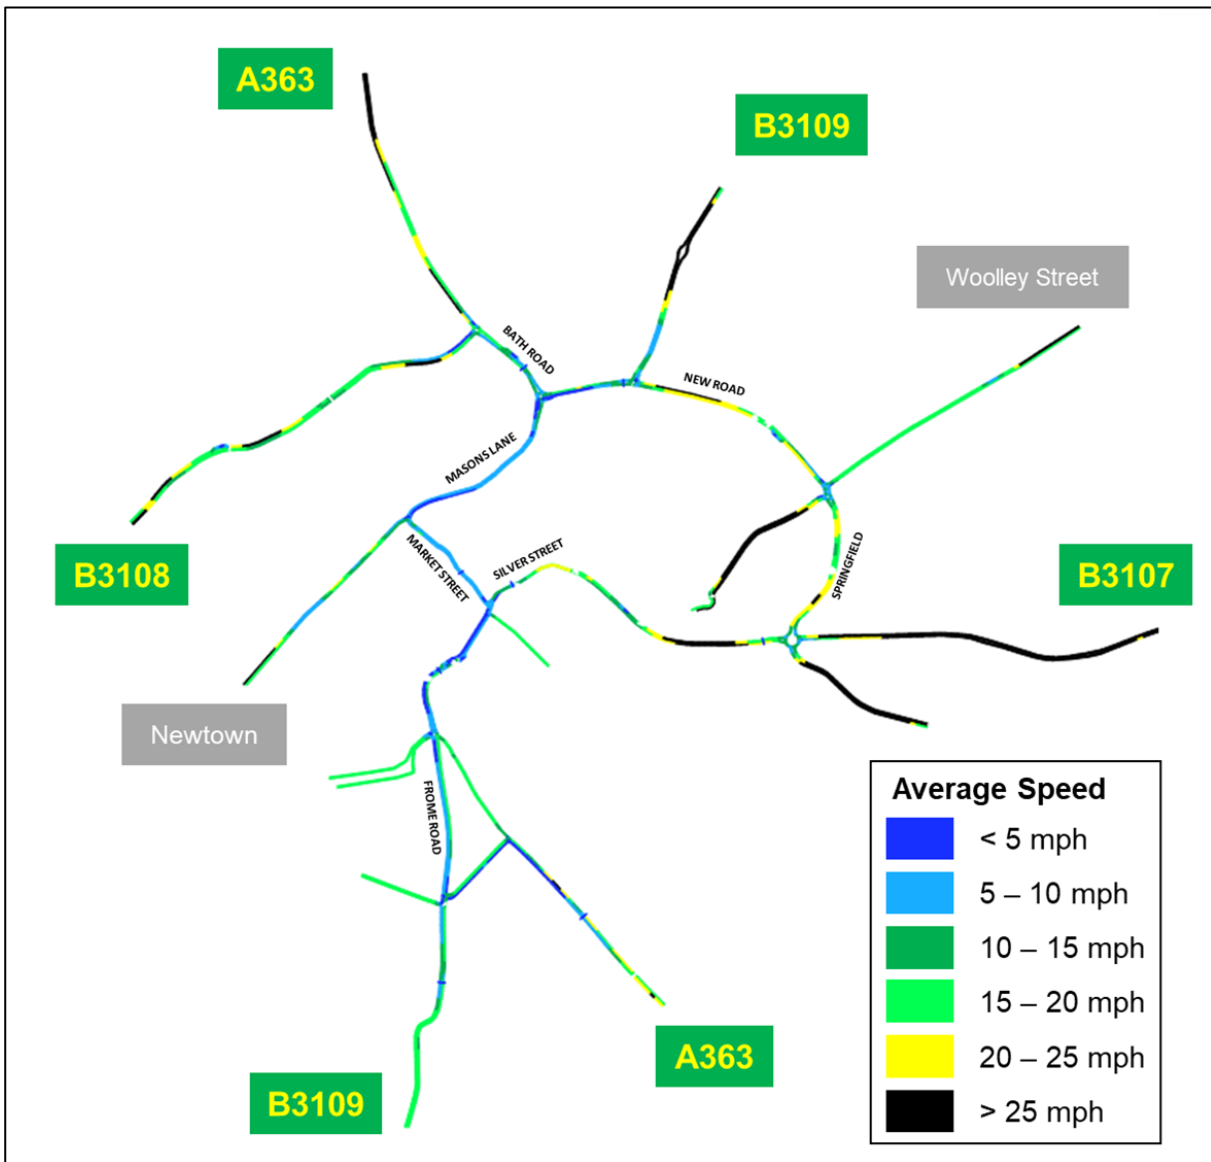 A363
B3109
Woolley Street
BATH ROAD
NEW ROAD
MASONS LANE
B3108
MARKET STREET
SILVER STREET
SPRINGFIELD
B3107
Newtown
FROME ROAD
A363
B3109
Average Speed
< 5 mph
5 – 10 mph
10 – 15 mph
15 – 20 mph
20 – 25 mph
> 25 mph